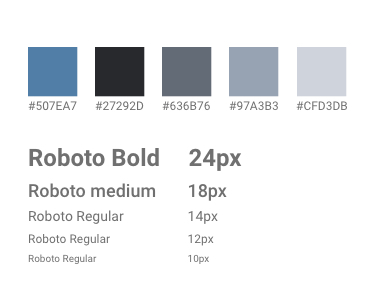 #507EA7 #27292D #636B76 #97A3B3 #CFD3DB
Roboto Bold 24px
Roboto medium 18px
Roboto Regular 14px
Roboto Regular 12px
Roboto Regular 10px